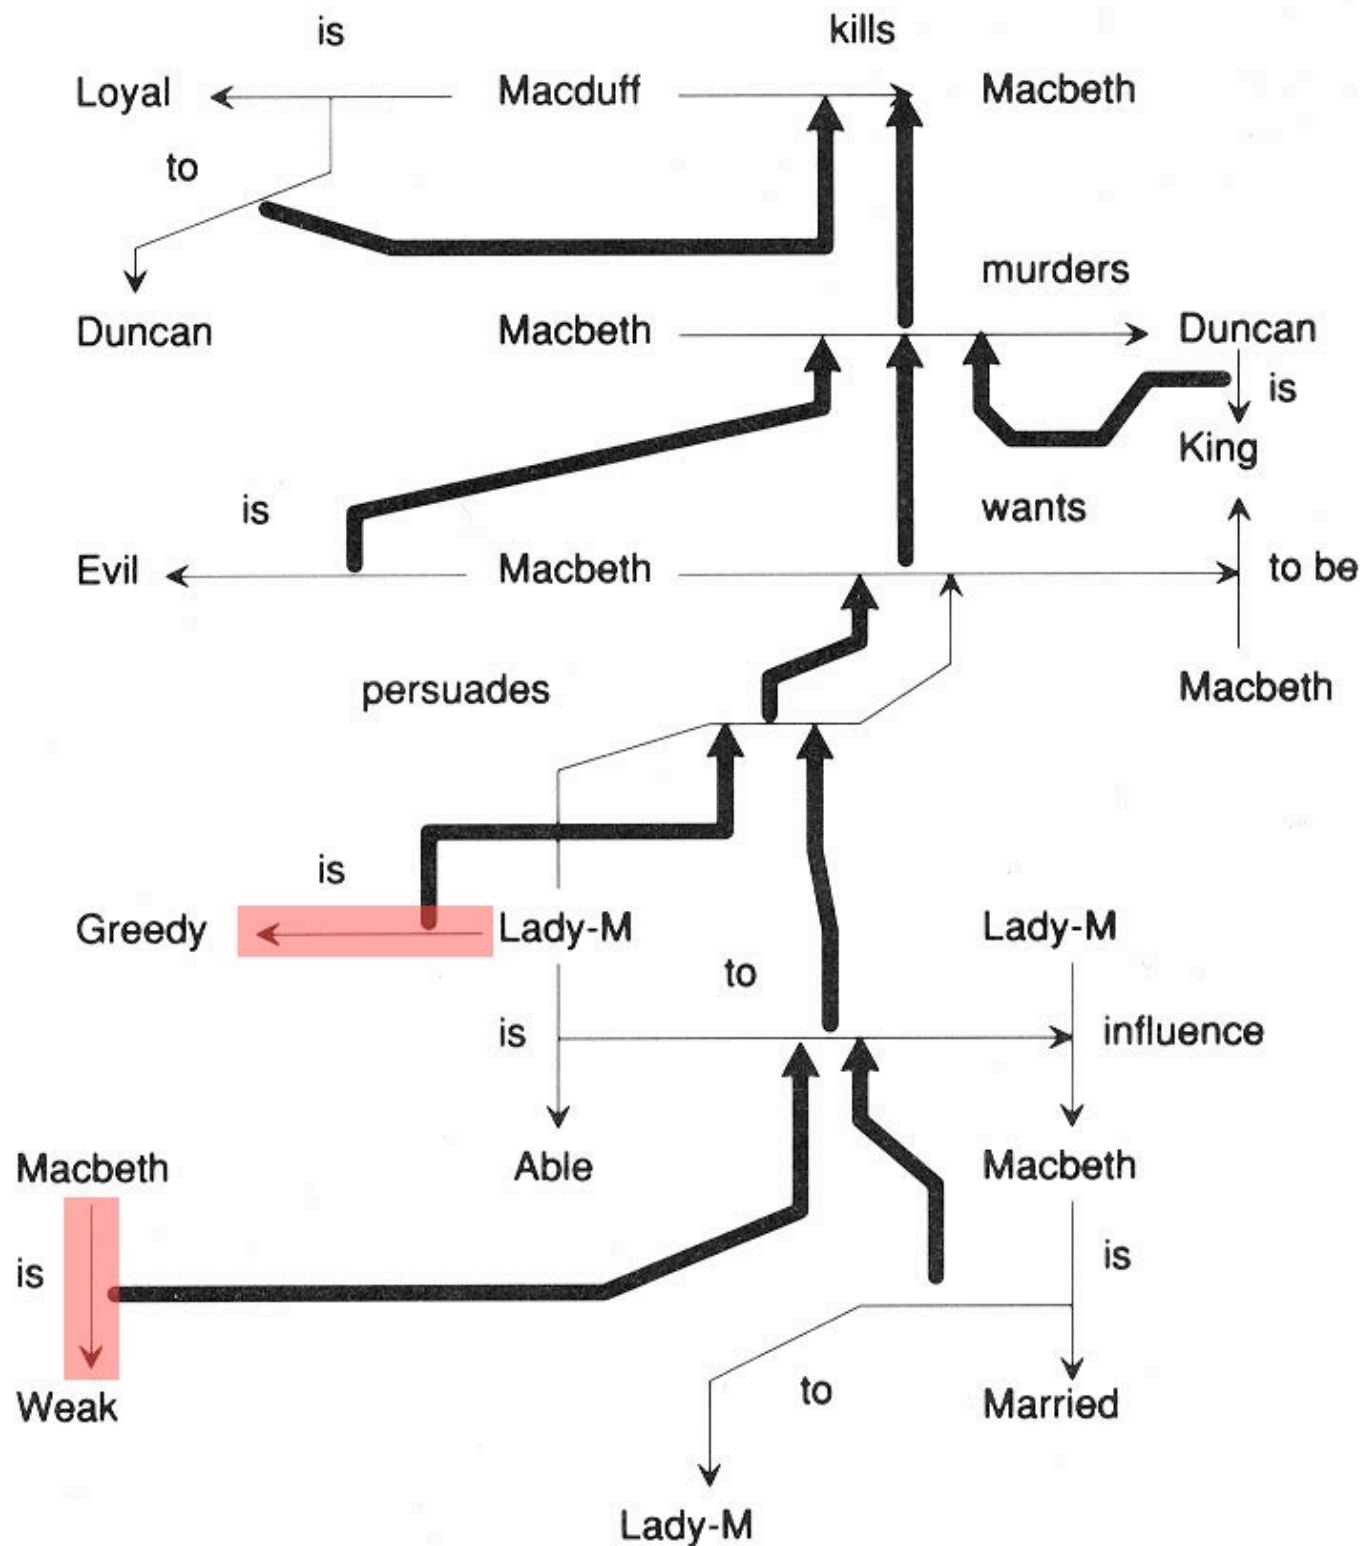 is kills
Loyal Macduff Macbeth
to
murders
Duncan Macbeth Duncan
is
King
is wants
Evil Macbeth to be
persuades Macbeth
is
Greedy Lady-M Lady-M
to
is influence
Macbeth Able Macbeth
is is
to
Weak Married
Lady-M